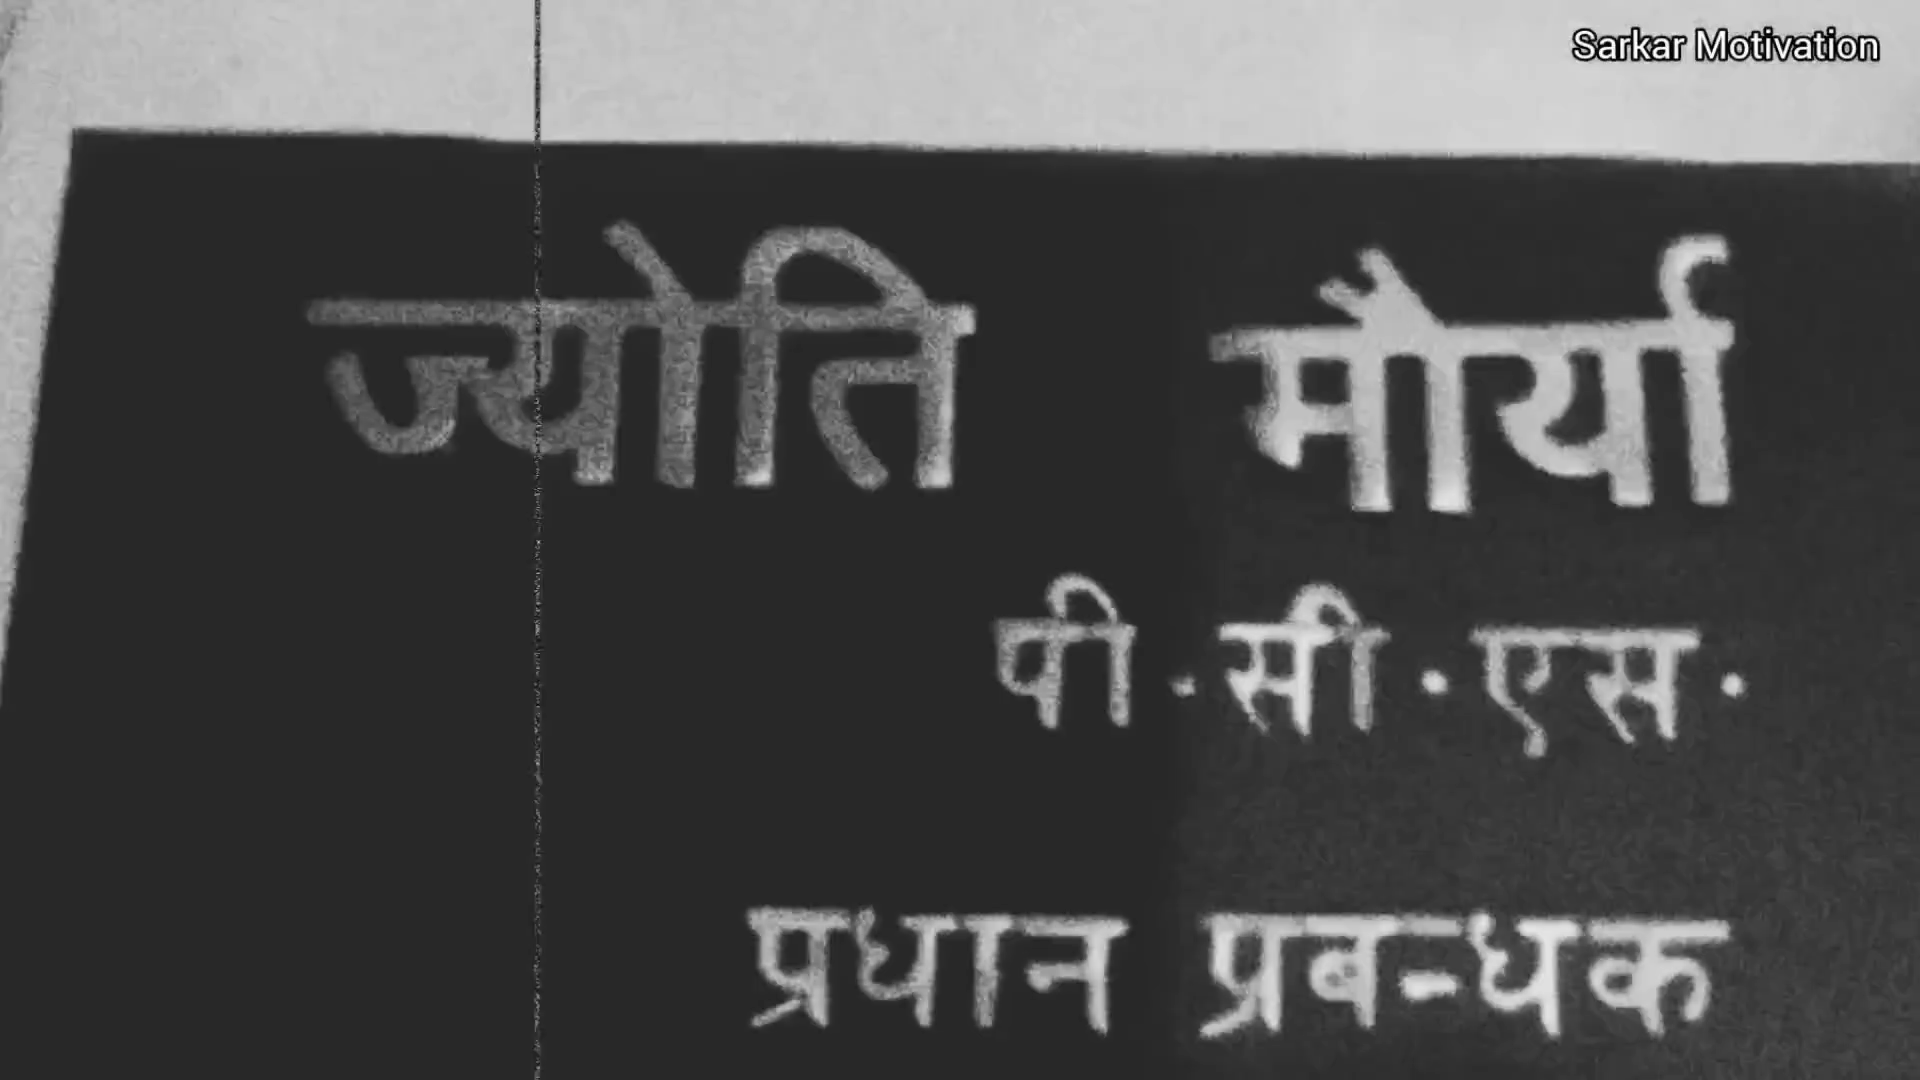 Sarkar Motivation
ज्योति मौर्या
पी·सी·एस·
प्रधान प्रबन्धक